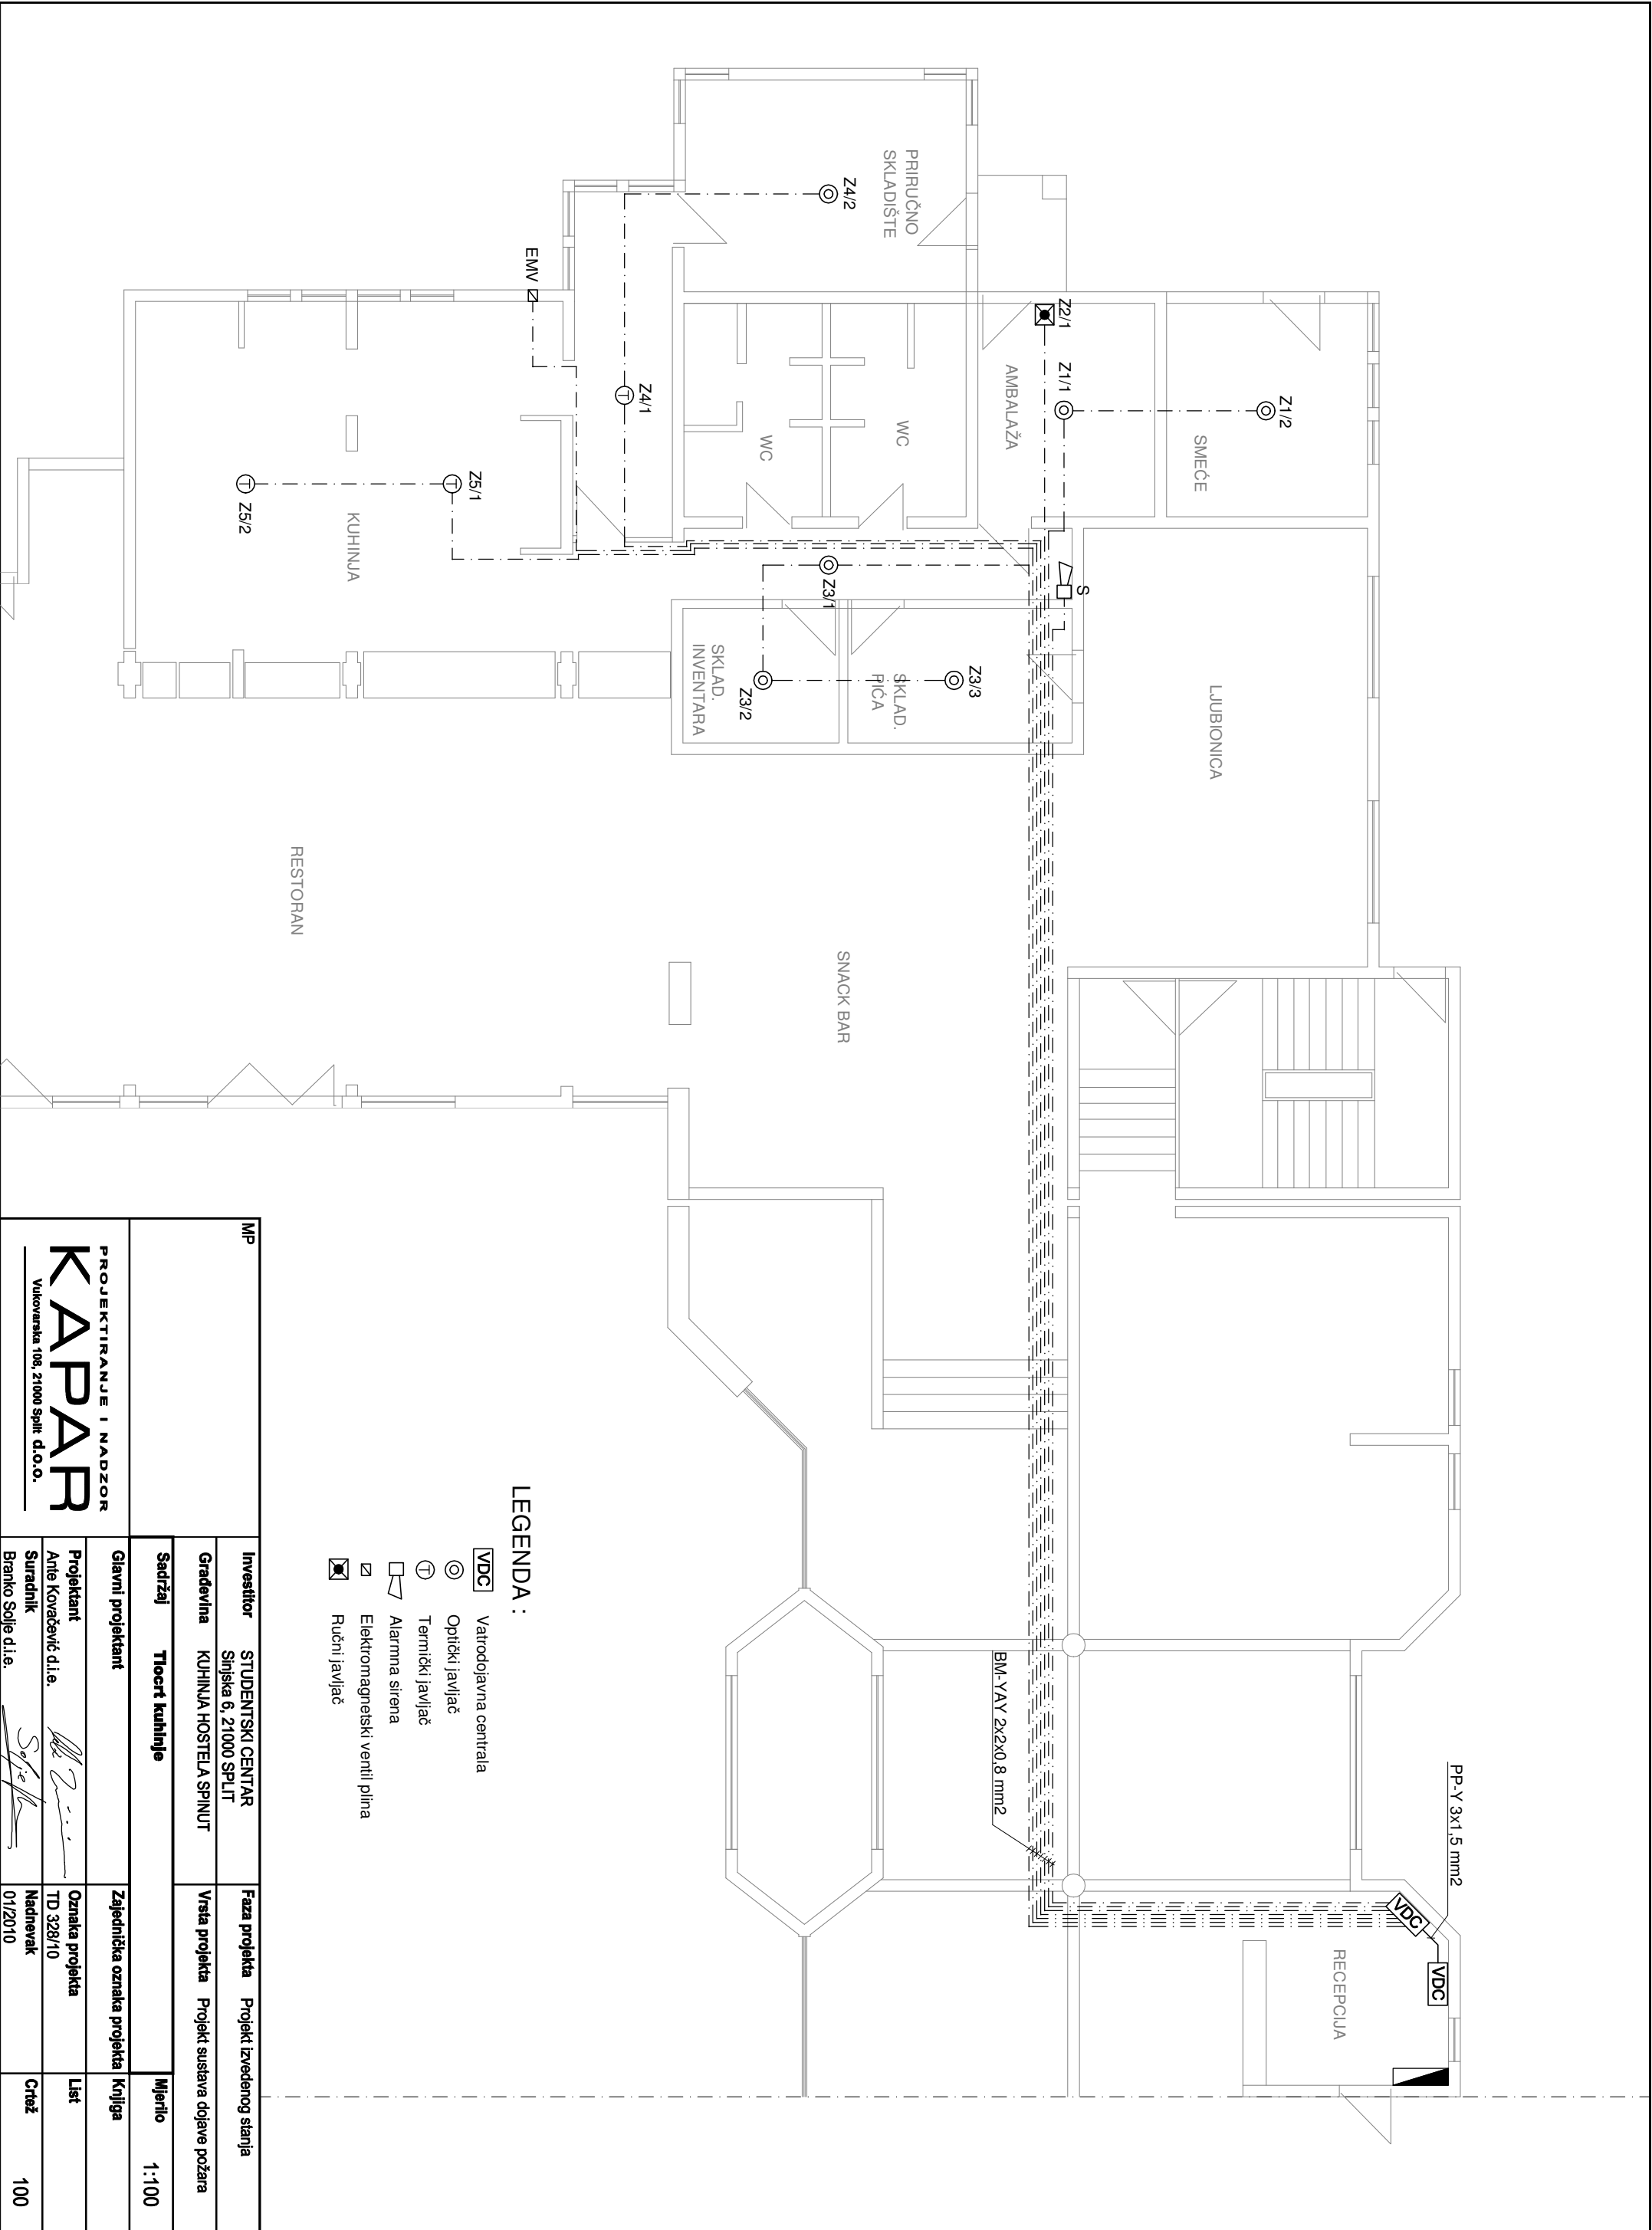 PP-Y 3x1,5 mm2
VDC
VDC
RECEPCIJA
BM-YAY 2x2x0,8 mm2
Z1/2
SMEĆE
LJUBIONICA
Z2/1
Z1/1
AMBALAŽA
S
PRIRUČNO
SKLADIŠTE
Z4/2
WC
WC
Z3/3
SKLAD.
PIĆA
Z3/1
Z3/2
SKLAD.
INVENTARA
SNACK BAR
Z4/1
EMV
Z5/1
KUHINJA
Z5/2
RESTORAN
LEGENDA :
VDC Vatrodojavna centrala
Optički javljač
T Termički javljač
Alarmna sirena
Elektromagnetski ventil plina
Ručni javljač
MP
PROJEKTIRANJE I NADZOR
KAPAR
Vukovarska 108, 21000 Split d.o.o.
Investitor STUDENTSKI CENTAR
Sinjska 6, 21000 SPLIT
Faza projekta Projekt izvedenog stanja
Građevina KUHINJA HOSTELA SPINUT
Vrsta projekta Projekt sustava dojave požara
Sadržaj Tlocrt kuhinje
Mjerilo 1:100
Glavni projektant
Zajednička oznaka projekta
Knjiga
Projektant
Ante Kovačević d.i.e.
Oznaka projekta
TD 328/10
List
Suradnik
Branko Solje d.i.e.
Nadnevak
01/2010
Crtež
100